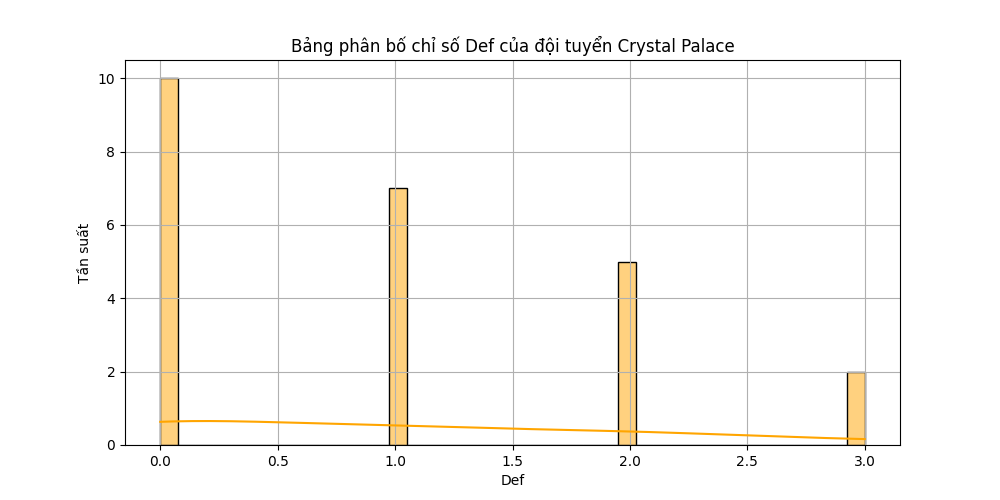 Bảng phân bố chỉ số Def của đội tuyển Crystal Palace
Tần suất
10
8
6
4
2
0
0.0 0.5 1.0 1.5 2.0 2.5 3.0
Def